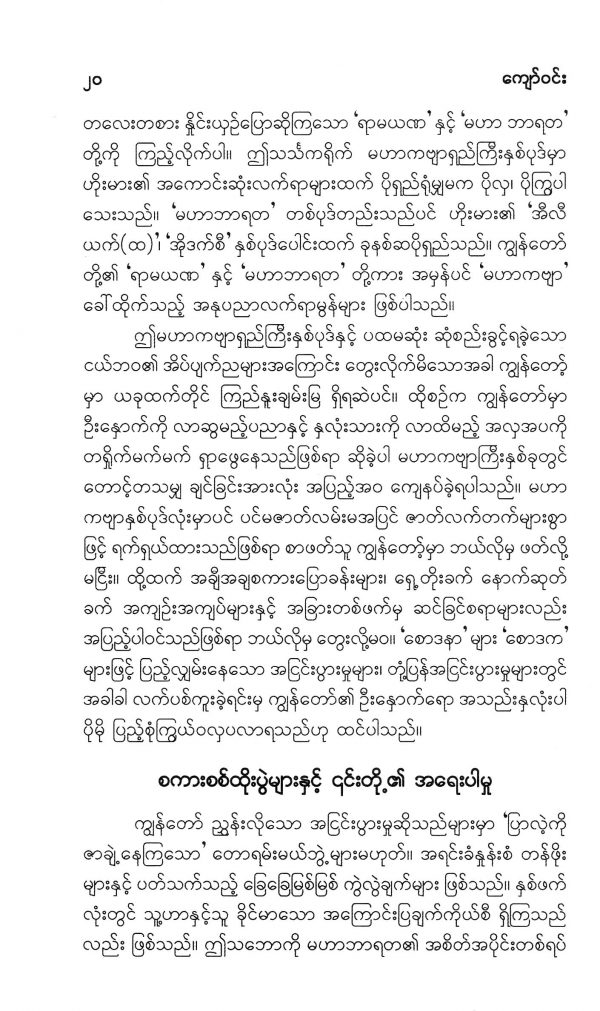 ၂၀ ကျော်ဝင်း
တလေးတစား နှိုင်းယှဉ်ပြောဆိုကြသော ‘ရာမယဏ’ နှင့် ‘မဟာ ဘာရတ’
တို့ကို ကြည့်လိုက်ပါ။ ဤသင်္သကရိုက် မဟာကဗျာရှည်ကြီးနှစ်ပုဒ်မှာ
ဟိုးမား၏ အကောင်းဆုံးလက်ရာများထက် ပိုရှည်ရုံမျှမက ပိုလှ၊ ပိုကြွပါ
သေးသည်။ ‘မဟာဘာရတ’ တစ်ပုဒ်တည်းသည်ပင် ဟိုးမား၏ ‘အီလီ
ယက်(ထ)’၊ ‘အိုဒက်စီ’ နှစ်ပုဒ်ပေါင်းထက် ခုနစ်ဆပိုရှည်သည်။ ကျွန်တော်
တို့၏ ‘ရာမယဏ’ နှင့် ‘မဟာဘာရတ’ တို့ကား အမှန်ပင် ‘မဟာကဗျာ’
ခေါ်ထိုက်သည့် အနုပညာလက်ရာမွန်များ ဖြစ်ပါသည်။
ဤမဟာကဗျာရှည်ကြီးနှစ်ပုဒ်နှင့် ပထမဆုံး ဆုံစည်းခွင့်ရခဲ့သော
ငယ်ဘဝ၏ အိပ်ပျက်ညများအကြောင်း တွေးလိုက်မိသောအခါ ကျွန်တော့်
မှာ ယခုထက်တိုင် ကြည်နူးချမ်းမြေ့ ရှိရဆဲပင်။ ထိုစဉ်က ကျွန်တော်မှာ
ဦးနှောက်ကို လာဆွမည့်ပညာနှင့် နှလုံးသားကို လာထိမည့် အလှအပကို
တရှိုက်မက်မက် ရှာဖွေနေသည်ဖြစ်ရာ ဆိုခဲ့ပါ မဟာကဗျာကြီးနှစ်ခုတွင်
တောင့်တသမျှ ချင်ခြင်းအားလုံး အပြည့်အဝ ကျေနပ်ခဲ့ရပါသည်။ မဟာ
ကဗျာနှစ်ပုဒ်လုံးမှာပင် ပင်မဇာတ်လမ်းမအပြင် ဇာတ်လက်တက်များစွာ
ဖြင့် ရက်ရှယ်ထားသည်ဖြစ်ရာ စာဖတ်သူ ကျွန်တော့်မှာ ဘယ်လိုမှ ဖတ်လို့
မငြီး။ ထို့ထက် အချီအချစကားပြောခန်းများ၊ ရှေ့တိုးခက် နောက်ဆုတ်
ခက် အကျဉ်းအကျပ်များနှင့် အခြားတစ်ဖက်မှ ဆင်ခြင်စရာများလည်း
အပြည့်ပါဝင်သည်ဖြစ်ရာ ဘယ်လိုမှ တွေးလို့မဝ။ ‘စောဒနာ’ များ ‘စောဒက’
များဖြင့် ပြည့်လျှမ်းနေသော အငြင်းပွားမှုများ၊ တုံ့ပြန်အငြင်းပွားမှုများတွင်
အခါခါ လက်ပစ်ကူးခဲ့ရင်းမှ ကျွန်တော်၏ ဦးနှောက်ရော အသည်းနှလုံးပါ
ပိုမို ပြည့်စုံကြွယ်ဝလှပလာရသည်ဟု ထင်ပါသည်။
စကားစစ်ထိုးပွဲများနှင့် ၎င်းတို့၏ အရေးပါမှု
ကျွန်တော် ညွှန်းလိုသော အငြင်းပွားမှုဆိုသည်များမှာ ‘ပြာလဲ့ကို
ဇာချဲ့နေကြသော’ တောရမ်းမယ်ဘွဲ့များမဟုတ်။ အရင်းခံနှုန်းစံ တန်ဖိုး
များနှင့် ပတ်သက်သည့် ခြေခြေမြစ်မြစ် ကွဲလွဲချက်များ ဖြစ်သည်။ နှစ်ဖက်
လုံးတွင် သူ့ဟာနှင့်သူ ခိုင်မာသော အကြောင်းပြချက်ကိုယ်စီ ရှိကြသည်
လည်း ဖြစ်သည်။ ဤသဘောကို မဟာဘာရတ၏ အစိတ်အပိုင်းတစ်ရပ်